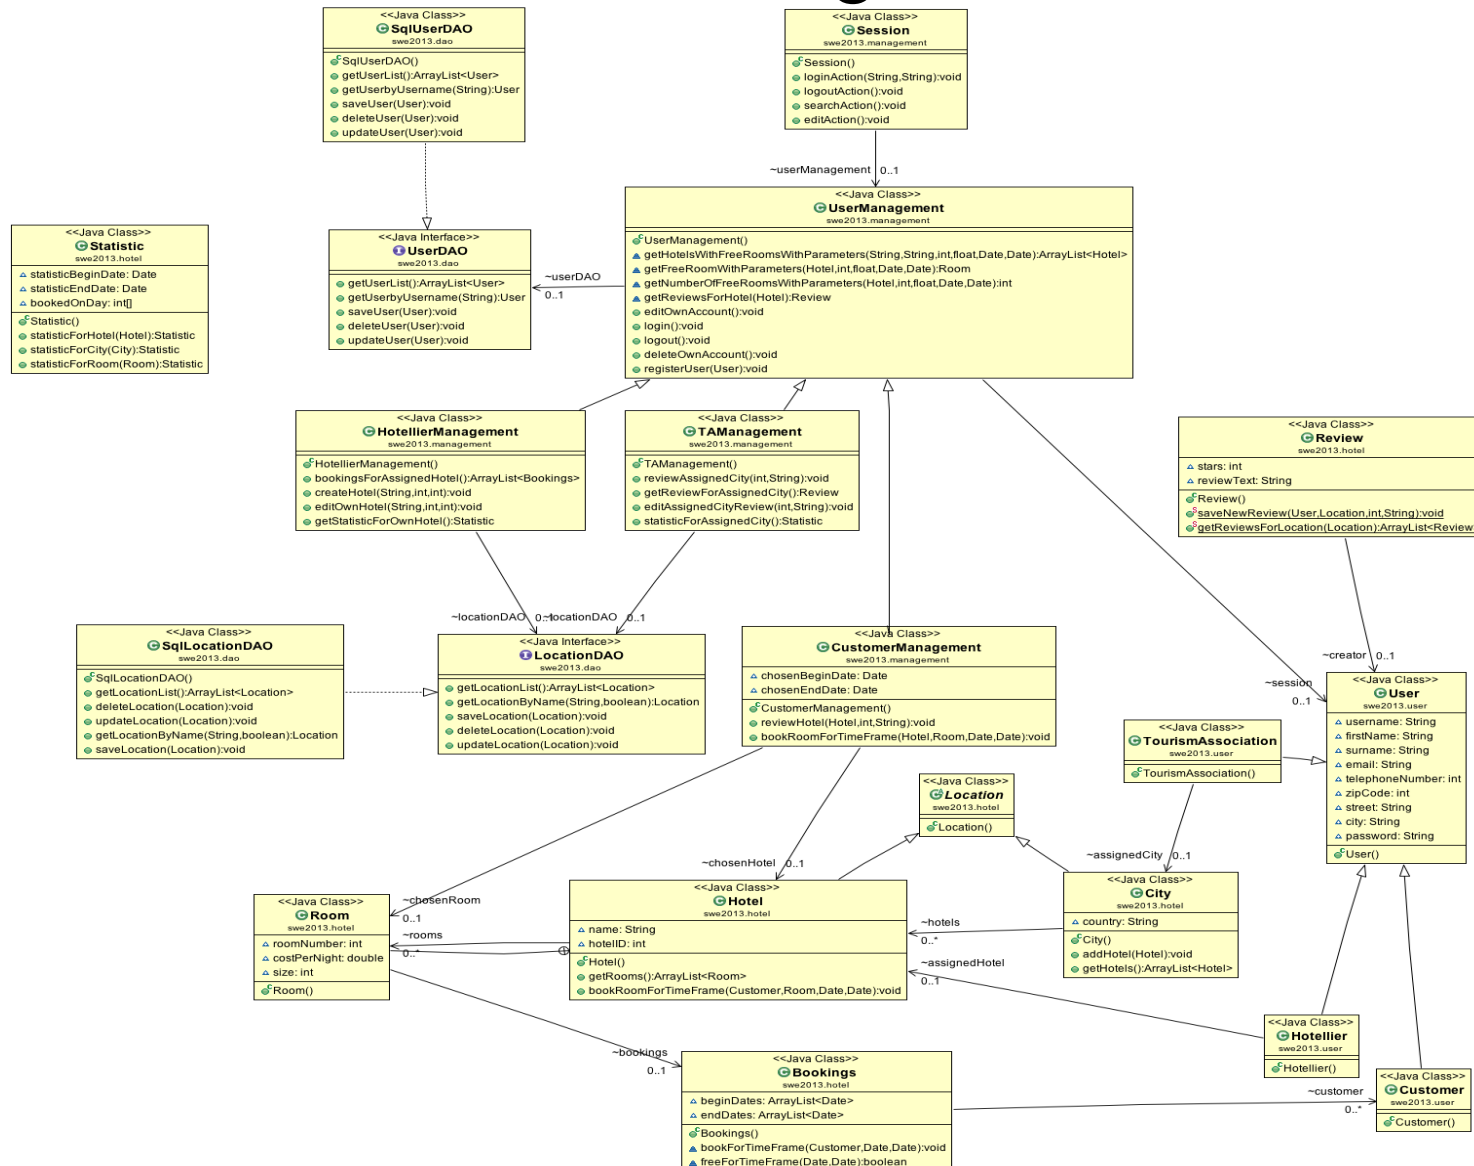 <<Java Class>>
SqlUserDAO
swe2013.dao
SqlUserDAO()
getUserList():ArrayList<User>
getUserbyUsername(String):User
saveUser(User):void
deleteUser(User):void
updateUser(User):void
<<Java Class>>
Session
swe2013.management
Session()
loginAction(String,String):void
logoutAction():void
searchAction():void
editAction():void
~userManagement
0..1
<<Java Class>>
Statistic
swe2013.hotel
statisticBeginDate: Date
statisticEndDate: Date
bookedOnDay: int[]
Statistic()
statisticForHotel(Hotel):Statistic
statisticForCity(City):Statistic
statisticForRoom(Room):Statistic
<<Java Interface>>
UserDAO
swe2013.dao
getUserList():ArrayList<User>
getUserbyUsername(String):User
saveUser(User):void
deleteUser(User):void
updateUser(User):void
~userDAO
0..1
<<Java Class>>
UserManagement
swe2013.management
UserManagement()
getHotelsWithFreeRoomsWithParameters(String,String,int,float,Date,Date):ArrayList<Hotel>
getFreeRoomWithParameters(Hotel,int,float,Date,Date):Room
getNumberOfFreeRoomsWithParameters(Hotel,int,float,Date,Date):int
getReviewsForHotel(Hotel):Review
editOwnAccount():void
login():void
logout():void
deleteOwnAccount():void
registerUser(User):void
<<Java Class>>
HotellierManagement
swe2013.management
HotellierManagement()
bookingsForAssignedHotel():ArrayList<Bookings>
createHotel(String,int,int):void
editOwnHotel(String,int,int):void
getStatisticForOwnHotel():Statistic
<<Java Class>>
TAManagement
swe2013.management
TAManagement()
reviewAssignedCity(int,String):void
getReviewForAssignedCity():Review
editAssignedCityReview(int,String):void
statisticForAssignedCity():Statistic
<<Java Class>>
Review
swe2013.hotel
stars: int
reviewText: String
Review()
saveNewReview(User,Location,int,String):void
getReviewsForLocation(Location):ArrayList<Review
~locationDAO
0..1
~locationDAO
0..1
<<Java Class>>
SqlLocationDAO
swe2013.dao
SqlLocationDAO()
getLocationList():ArrayList<Location>
deleteLocation(Location):void
updateLocation(Location):void
getLocationByName(String,boolean):Location
saveLocation(Location):void
<<Java Interface>>
LocationDAO
swe2013.dao
getLocationList():ArrayList<Location>
getLocationByName(String,boolean):Location
saveLocation(Location):void
deleteLocation(Location):void
updateLocation(Location):void
<<Java Class>>
CustomerManagement
swe2013.management
chosenBeginDate: Date
chosenEndDate: Date
CustomerManagement()
reviewHotel(Hotel,int,String):void
bookRoomForTimeFrame(Hotel,Room,Date,Date):void
~creator
0..1
~session
0..1
<<Java Class>>
User
swe2013.user
username: String
firstName: String
surname: String
email: String
telephoneNumber: int
zipCode: int
street: String
city: String
password: String
User()
<<Java Class>>
TourismAssociation
swe2013.user
TourismAssociation()
<<Java Class>>
Location
swe2013.hotel
Location()
~assignedCity
0..1
~chosenHotel
0..1
<<Java Class>>
Room
swe2013.hotel
roomNumber: int
costPerNight: double
size: int
Room()
~chosenRoom
0..1
~rooms
0..*
<<Java Class>>
Hotel
swe2013.hotel
name: String
hotelID: int
Hotel()
getRooms():ArrayList<Room>
bookRoomForTimeFrame(Customer,Room,Date,Date):void
~hotels
0..*
~assignedHotel
0..1
<<Java Class>>
City
swe2013.hotel
country: String
City()
addHotel(Hotel):void
getHotels():ArrayList<Hotel>
<<Java Class>>
Hotellier
swe2013.user
Hotellier()
~bookings
0..1
<<Java Class>>
Bookings
swe2013.hotel
beginDates: ArrayList<Date>
endDates: ArrayList<Date>
Bookings()
bookForTimeFrame(Customer,Date,Date):void
freeForTimeFrame(Date,Date):boolean
~customer
0..*
<<Java Class>>
Customer
swe2013.user
Customer()